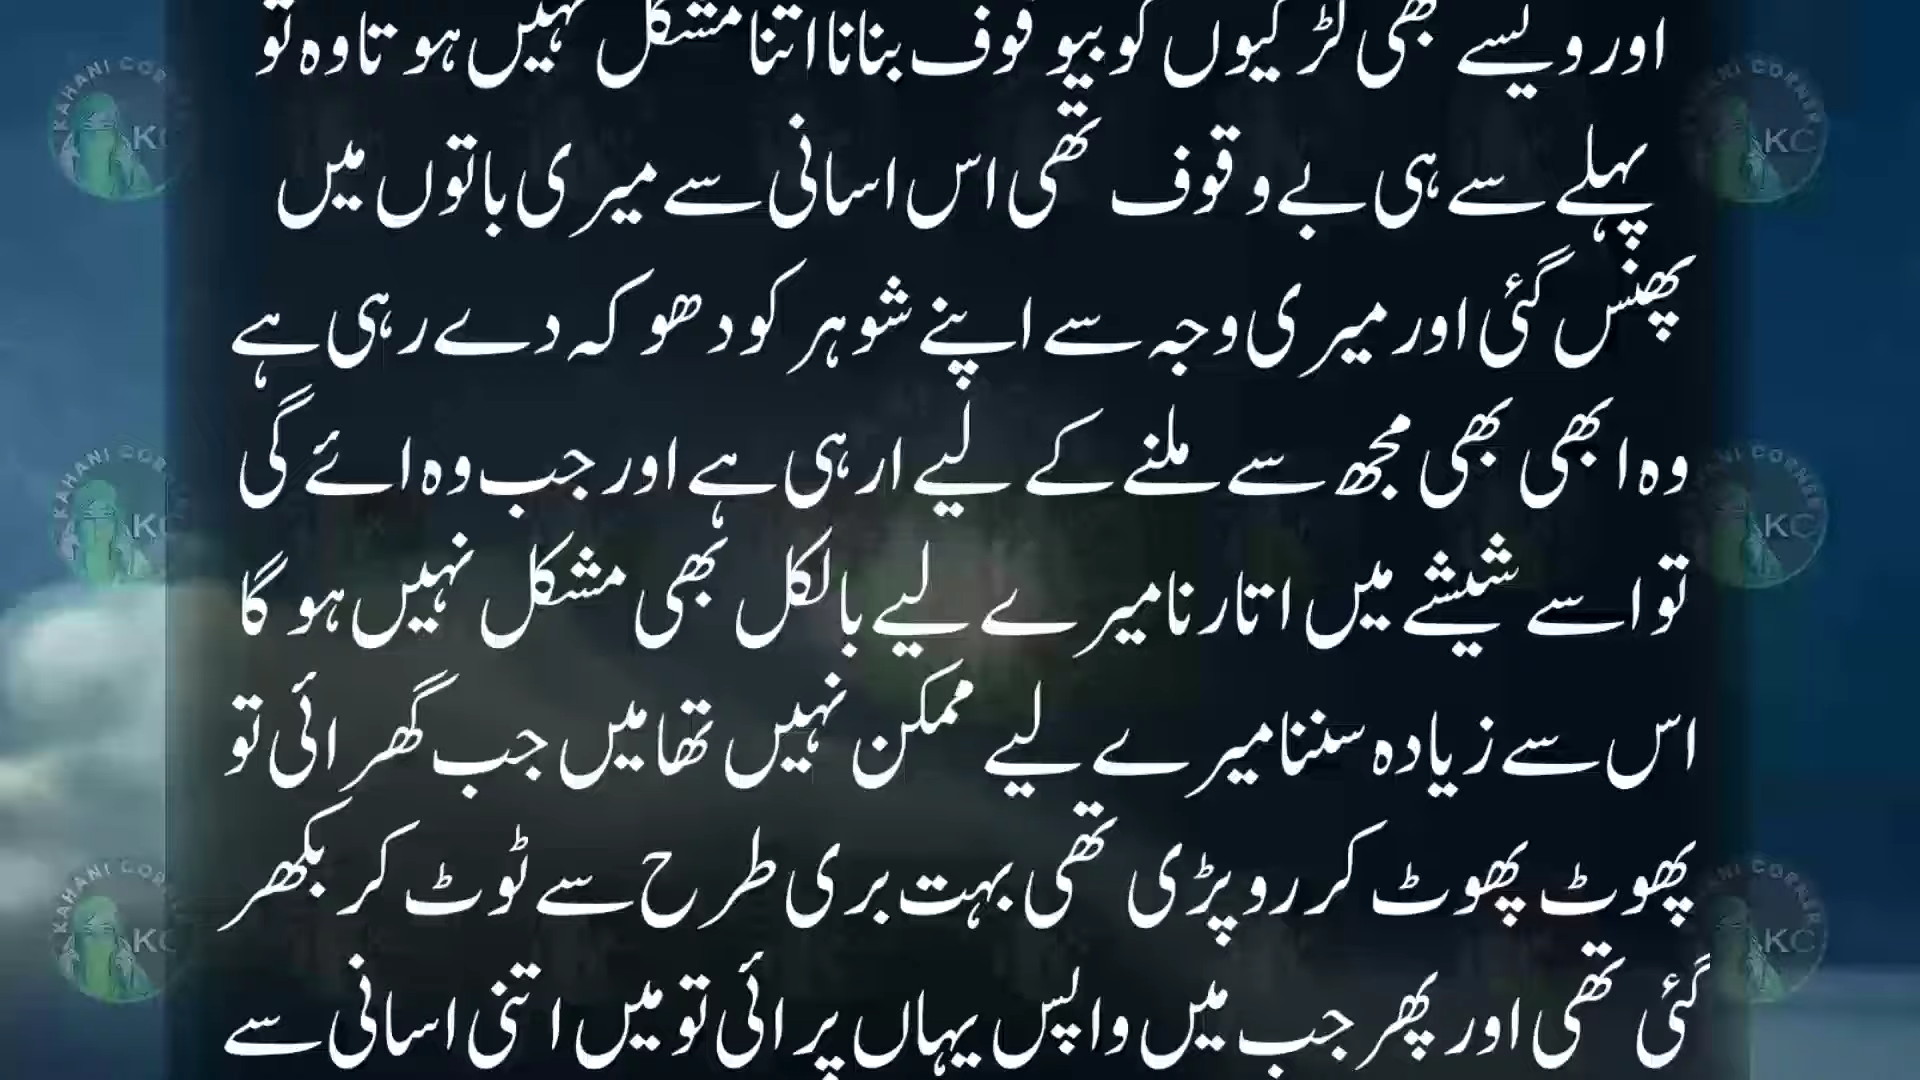 اور ویسے بھی لڑکیوں کو بیوقوف بنانا اتنا مشکل نہیں ہوتا وہ تو
پہلے سے ہی بے وقوف تھی اس اسانی سے میری باتوں میں
پھنس گئی اور میری وجہ سے اپنے شوہر کو دھوکہ دے رہی ہے
وہ ابھی بھی مجھ سے ملنے کے لیے ارہی ہے اور جب وہ ائے گی
تو اسے شیشے میں اتارنا میرے لیے بالکل بھی مشکل نہیں ہوگا
اس سے زیادہ سننا میرے لیے ممکن نہیں تھا میں جب گھر ائی تو
پھوٹ پھوٹ کر رو پڑی تھی بہت بری طرح سے ٹوٹ کر بکھر
گئی تھی اور پھر جب میں واپس یہاں پر ائی تو میں اتنی اسانی سے
KAHANI CORNER
KC